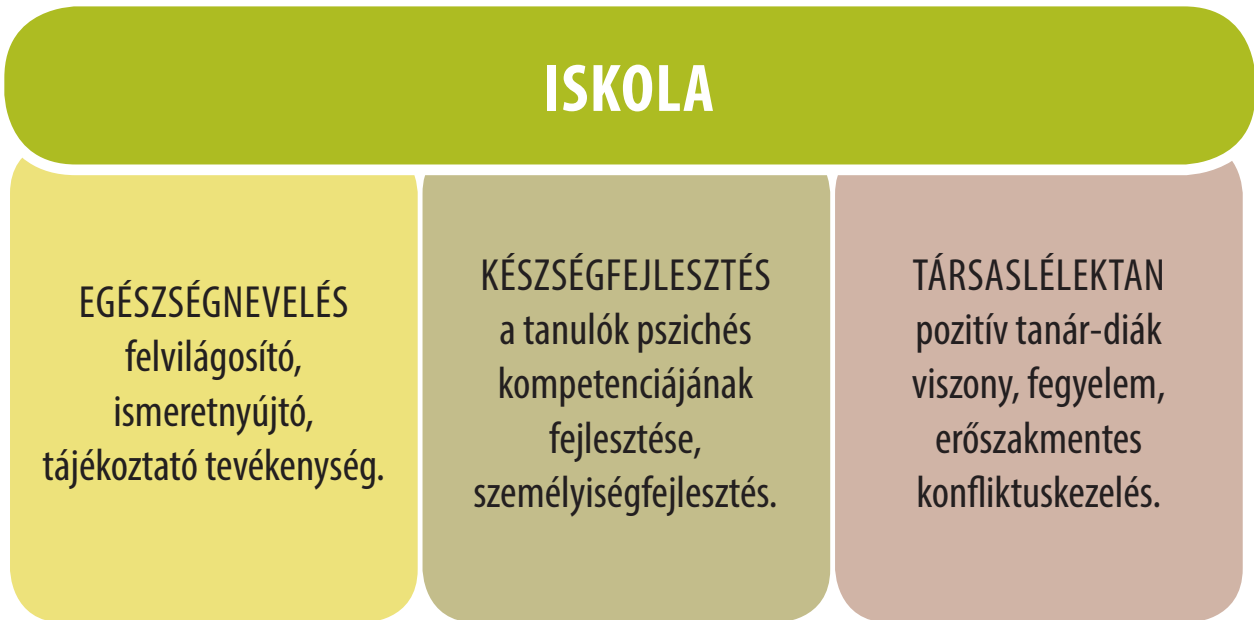 ISKOLA
EGÉSZSÉGNEVELÉS
felvilágosító,
ismeretnyújtó,
tájékoztató tevékenység.
KÉSZSÉGFEJLESZTÉS
a tanulók pszichés
kompetenciájának
fejlesztése,
személyiségfejlesztés.
TÁRSASLÉLEKTAN
pozitív tanár-diák
viszony, fegyelem,
erőszakmentes
konfliktuskezelés.